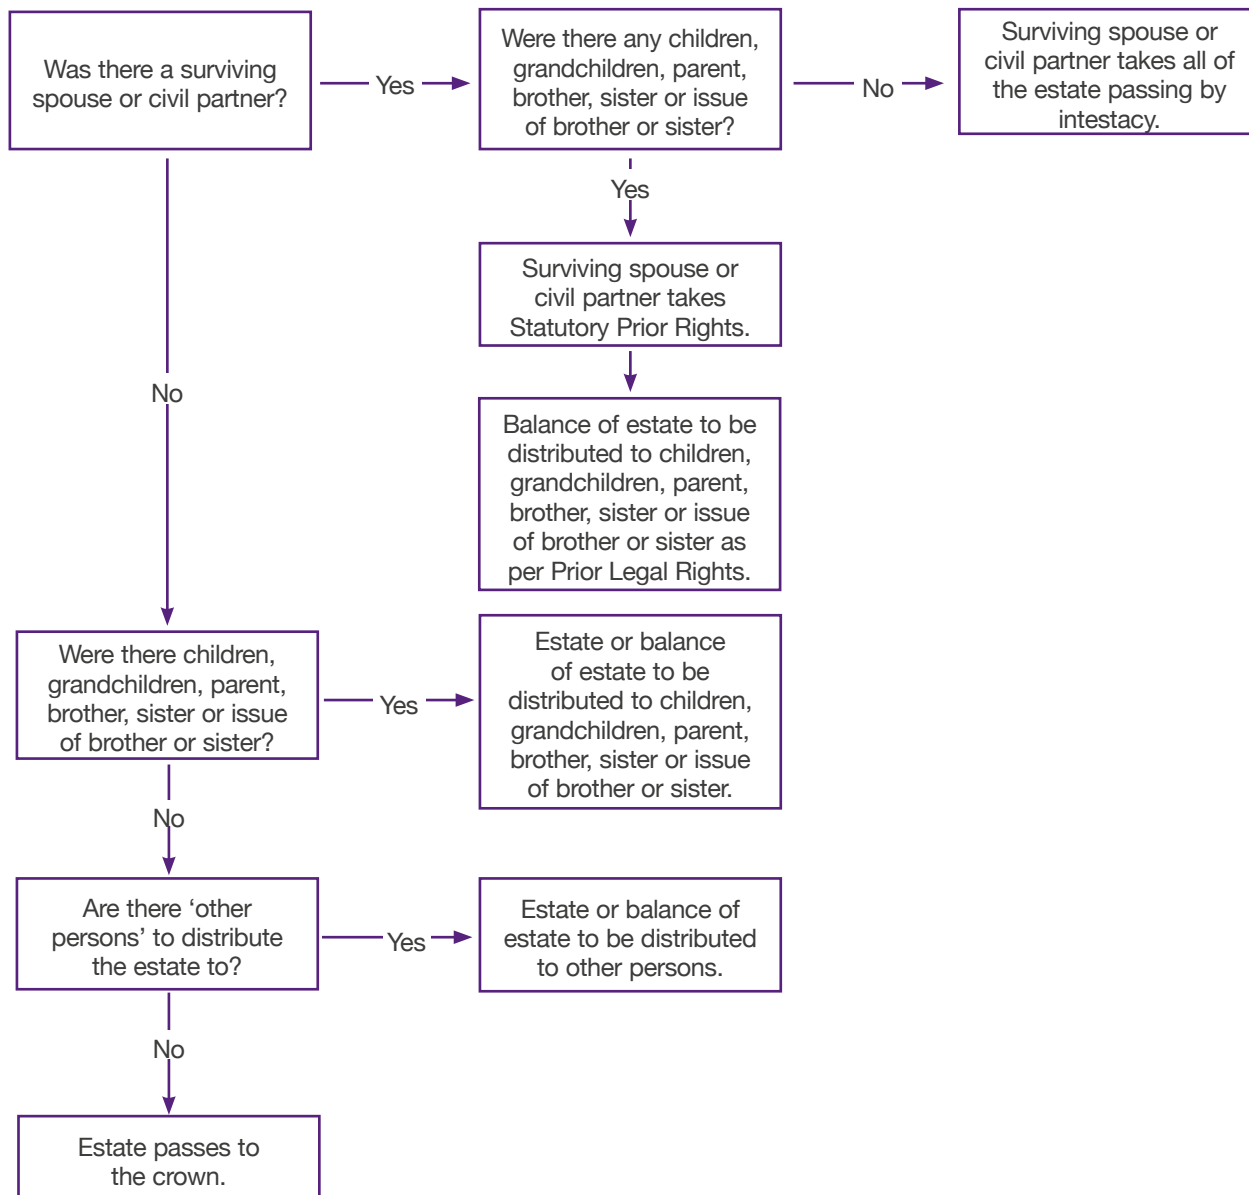 Was there a surviving
spouse or civil partner?
Yes
Were there any children,
grandchildren, parent,
brother, sister or issue
of brother or sister?
No
Surviving spouse or
civil partner takes all of
the estate passing by
intestacy.
Yes
Surviving spouse or
civil partner takes
Statutory Prior Rights.
Balance of estate to be
distributed to children,
grandchildren, parent,
brother, sister or issue
of brother or sister as
per Prior Legal Rights.
No
Were there children,
grandchildren, parent,
brother, sister or issue
of brother or sister?
Yes
Estate or balance
of estate to be
distributed to children,
grandchildren, parent,
brother, sister or issue
of brother or sister.
No
Are there ‘other
persons’ to distribute
the estate to?
Yes
Estate or balance of
estate to be distributed
to other persons.
No
Estate passes to
the crown.